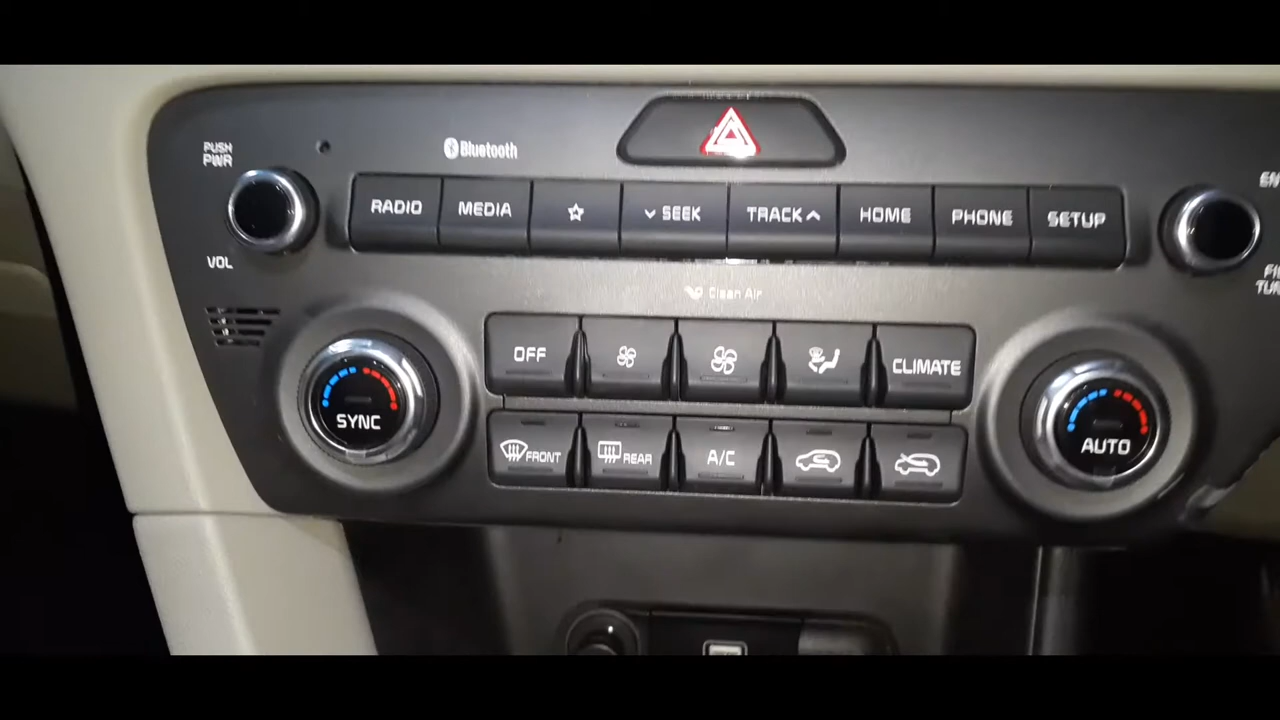 PUSH
PWR
Bluetooth
RADIO
MEDIA
SEEK
TRACK
HOME
PHONE
SETUP
VOL
Clean Air
OFF
CLIMATE
SYNC
AUTO
FRONT
REAR
A/C